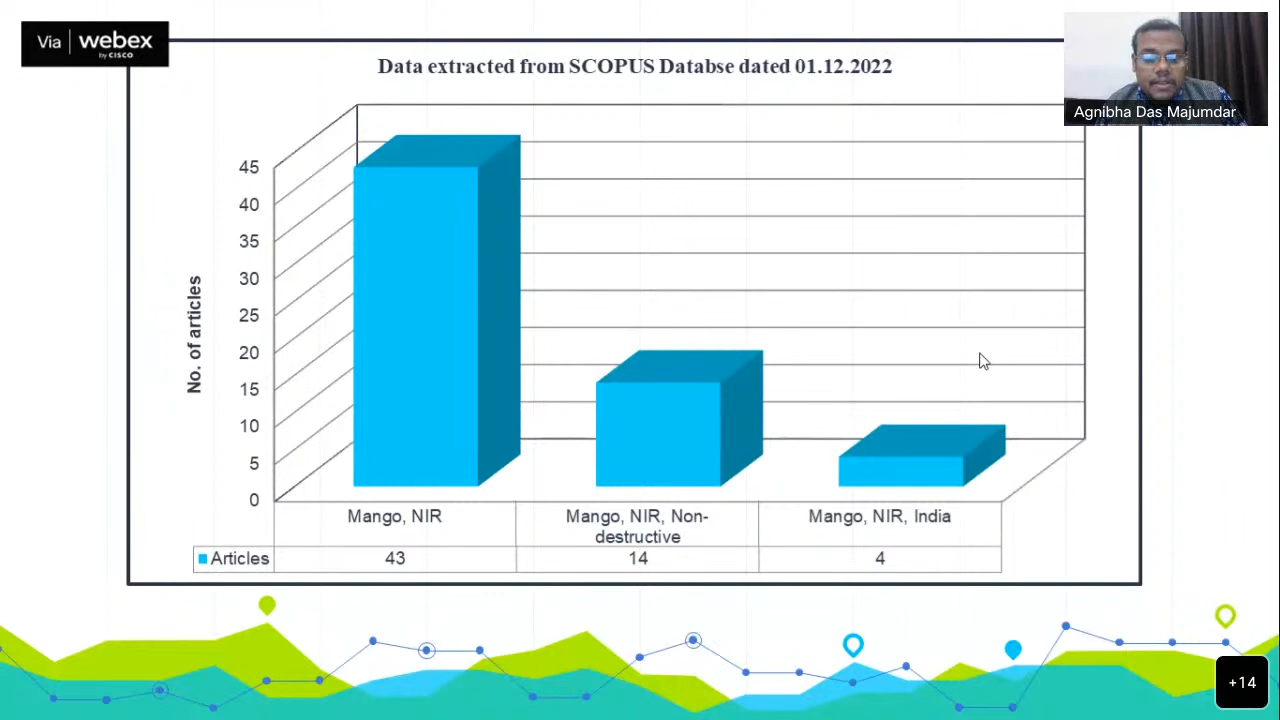 Via webex
by CISCO
Data extracted from SCOPUS Databse dated 01.12.2022
Agnibha Das Majumdar
45
40
35
30
25
20
15
10
5
0
No. of articles
Mango, NIR
Mango, NIR, Non-
destructive
Mango, NIR, India
Articles 43 14 4
+14